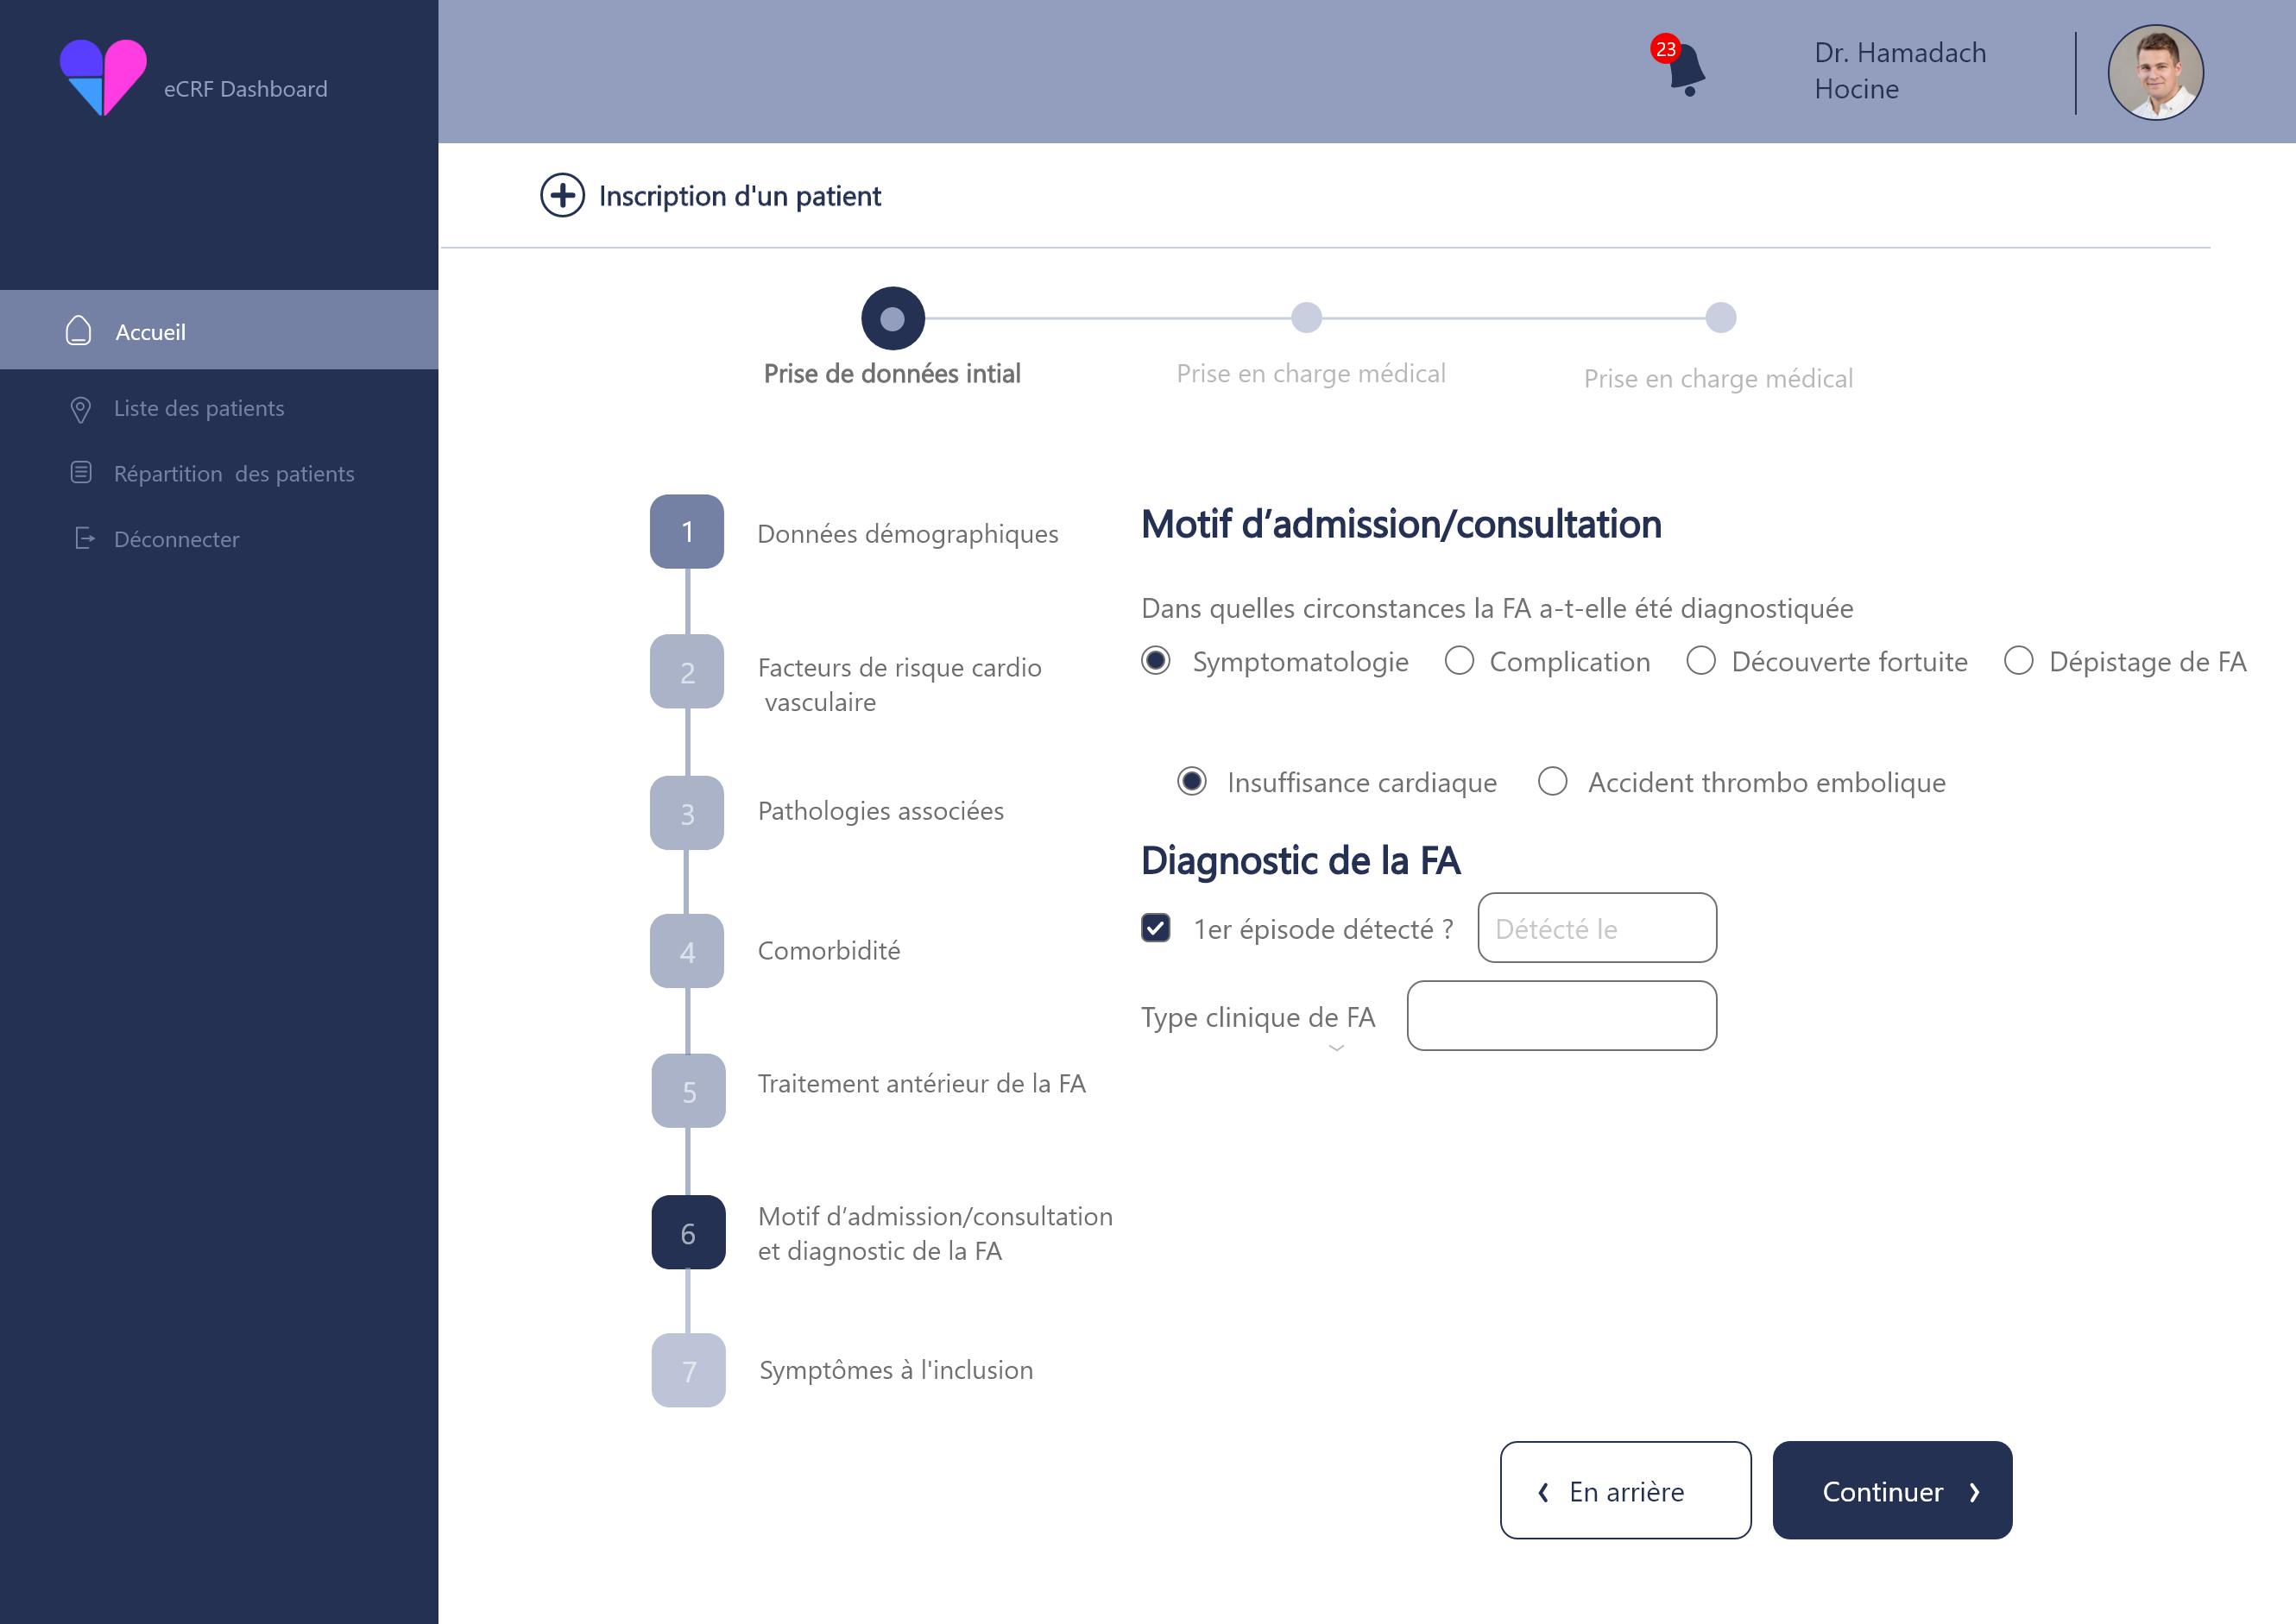 eCRF Dashboard
23
Dr. Hamadach
Hocine
Inscription d'un patient
Accueil
Liste des patients
Répartition  des patients
Déconnecter
Prise de données intial
Prise en charge médical
Prise en charge médical
1
Données démographiques
2
Facteurs de risque cardio
vasculaire
3
Pathologies associées
4
Comorbidité
5
Traitement antérieur de la FA
6
Motif d’admission/consultation
et diagnostic de la FA
7
Symptômes à l'inclusion
Motif d’admission/consultation
Dans quelles circonstances la FA a-t-elle été diagnostiquée
Symptomatologie Complication Découverte fortuite Dépistage de FA
Insuffisance cardiaque Accident thrombo embolique
Diagnostic de la FA
1er épisode détecté ? Détécté le
Type clinique de FA
En arrière
Continuer